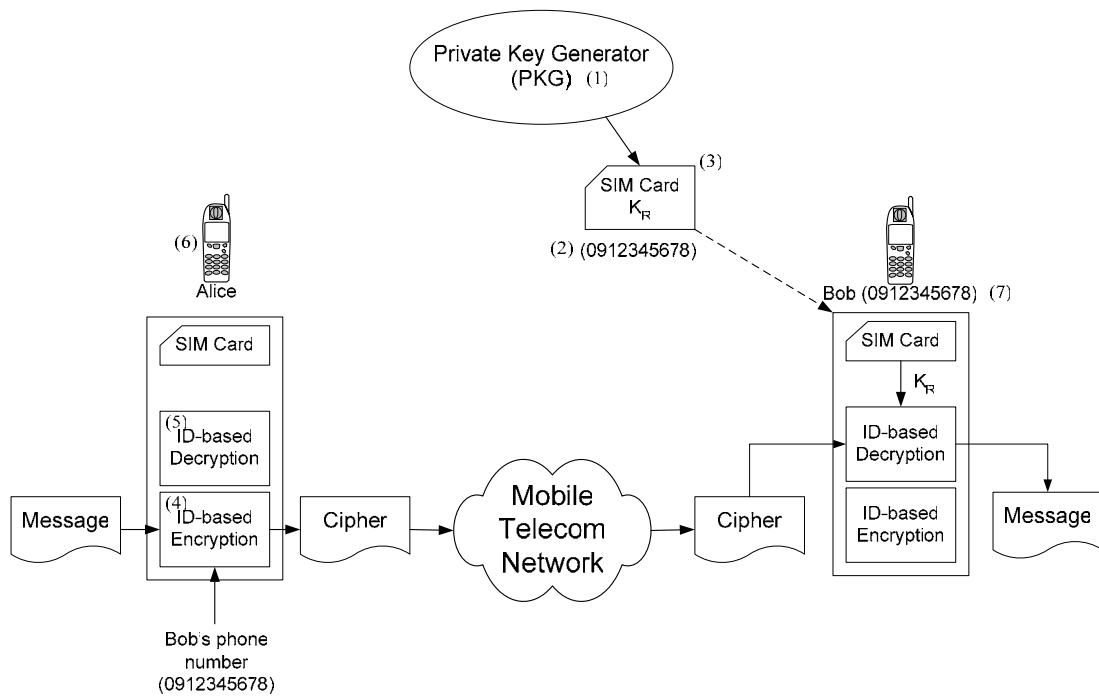 Private Key Generator
(PKG) (1)
(3)
SIM Card
K_R
(2) (0912345678)
(6)
Alice
Bob (0912345678) (7)
SIM Card
SIM Card
K_R
(5)
ID-based
Decryption
ID-based
Decryption
Message
(4)
ID-based
Encryption
Cipher
Mobile
Telecom
Network
Cipher
ID-based
Encryption
Message
Bob's phone
number
(0912345678)